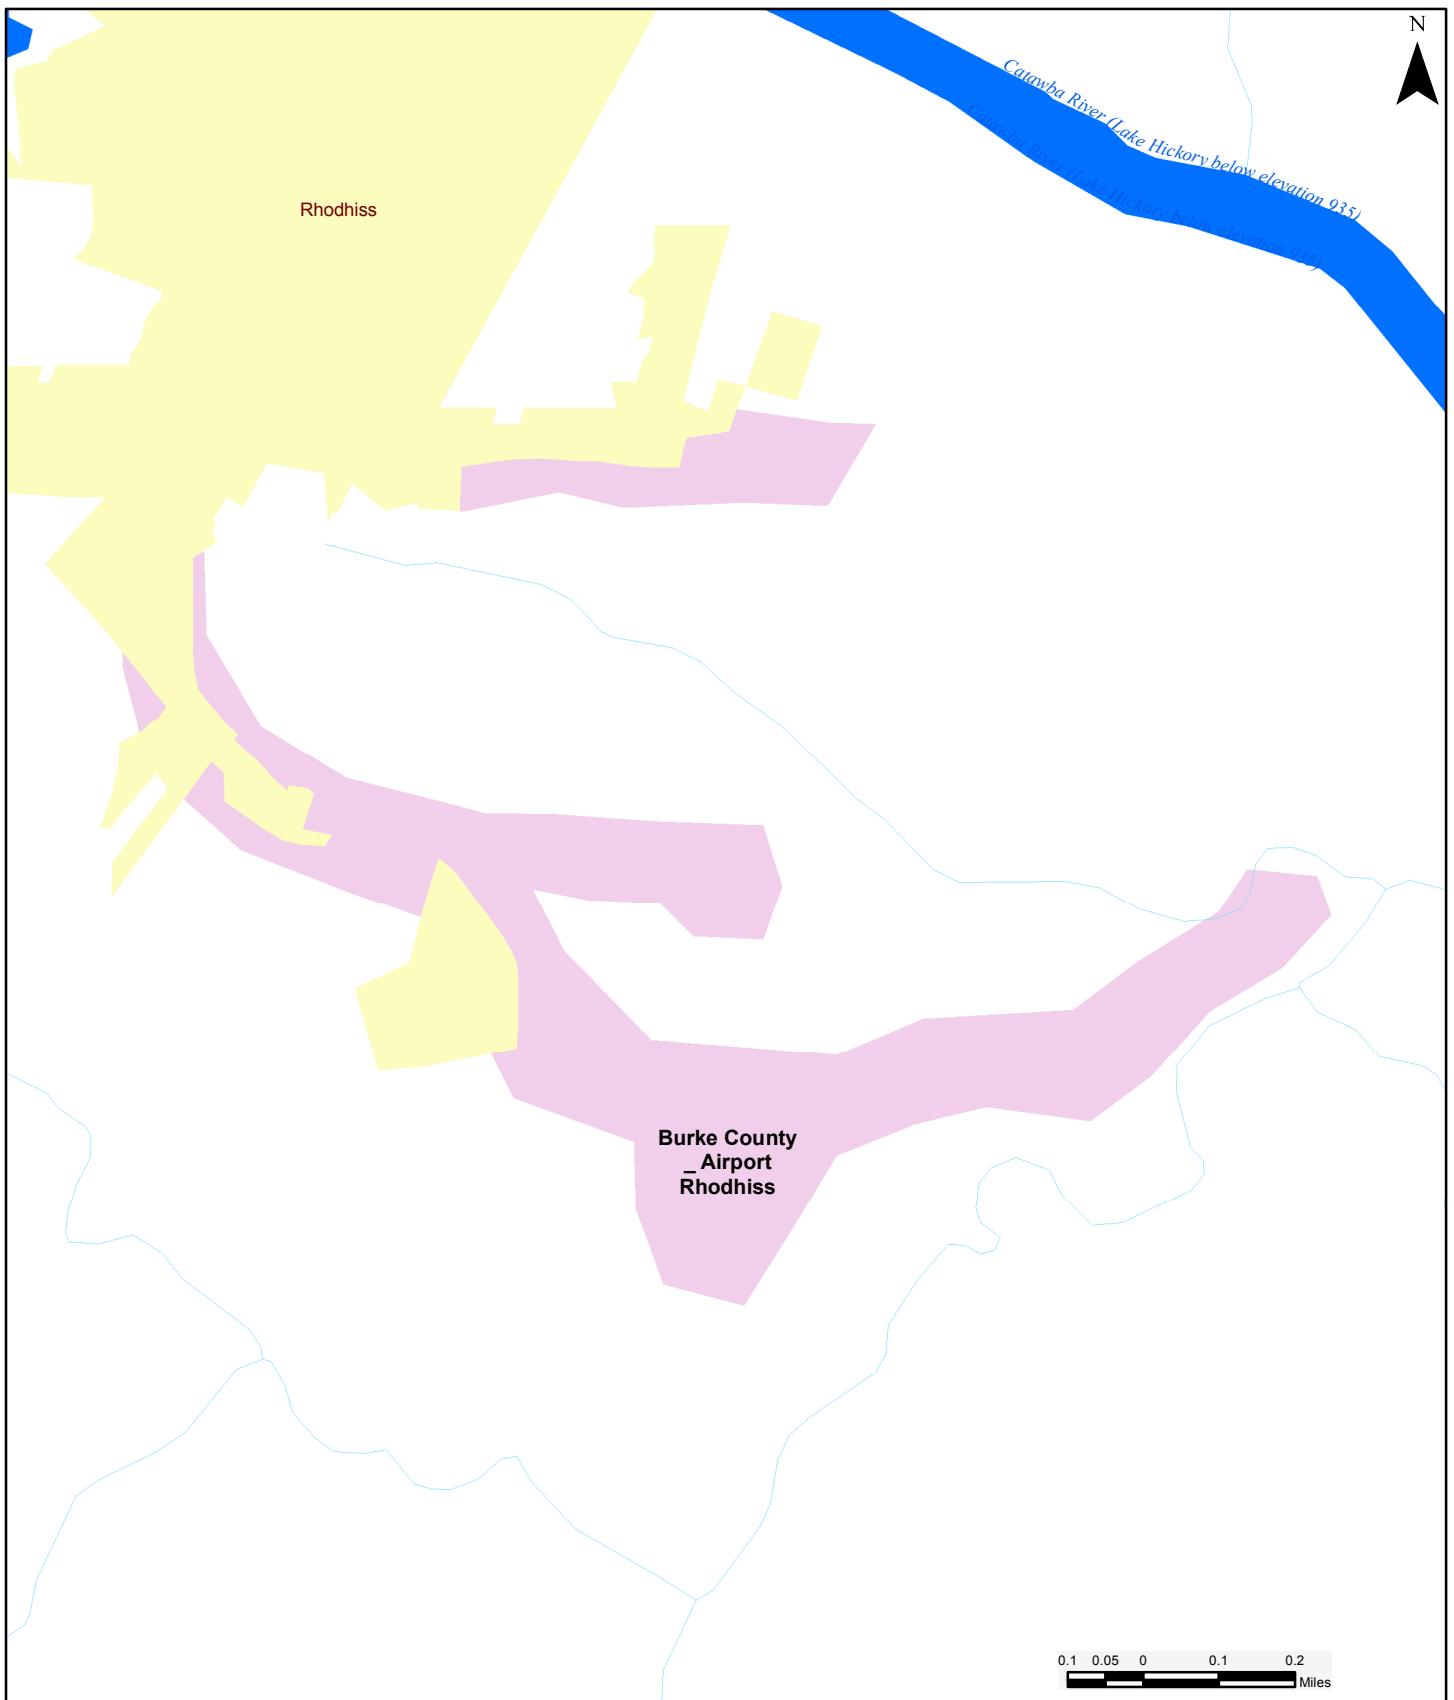 N
Catawba River (Lake Hickory below elevation 935)
Catawba River (Lake Hickory below elevation 935)
Rhodhiss
Burke County
_ Airport
Rhodhiss
0.1 0.05 0 0.1 0.2
Miles